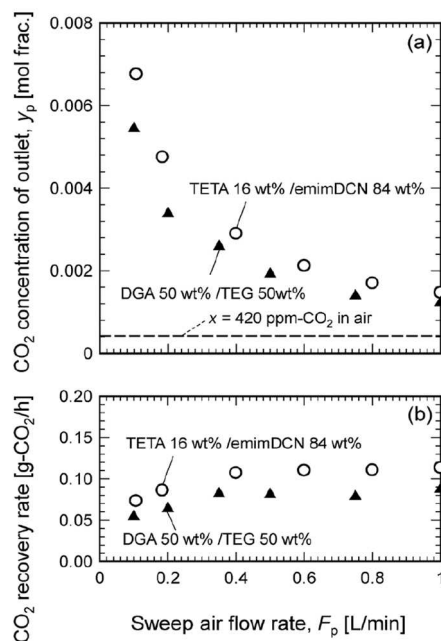 0.008
(a)
0.006
TETA 16 wt% /emimDCN 84 wt%
0.004
CO₂ concentration of outlet, yₚ [mol frac.]
0.002
DGA 50 wt% /TEG 50wt%
x = 420 ppm-CO₂ in air
0
0.20
(b)
0.15
TETA 16 wt% /emimDCN 84 wt%
0.10
CO₂ recovery rate [g-CO₂/h]
0.05
DGA 50 wt% /TEG 50 wt%
0.00
0 0.2 0.4 0.6 0.8 1
Sweep air flow rate, Fₚ [L/min]